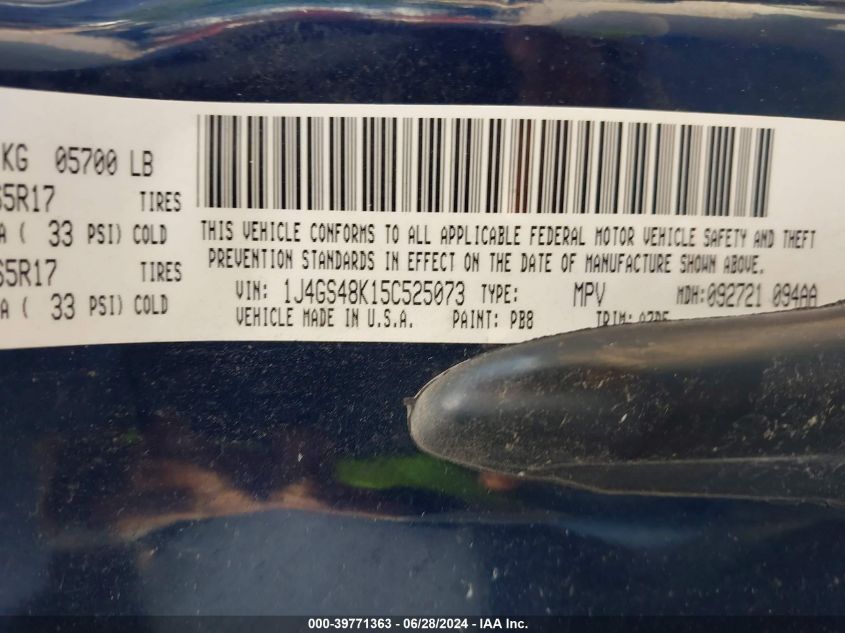 KG 05700 LB
5R17 TIRES
A ( 33 PSI) COLD
5R17 TIRES
A ( 33 PSI) COLD
THIS VEHICLE CONFORMS TO ALL APPLICABLE FEDERAL MOTOR VEHICLE SAFETY AND THEFT
PREVENTION STANDARDS IN EFFECT ON THE DATE OF MANUFACTURE SHOWN ABOVE.
VIN: 1J4GS48K15C525073 TYPE: MPV MDH:092721 094AA
VEHICLE MADE IN U.S.A. PAINT: PB8 TRIM:
000-39771363 | 06/28/2024 - IAA Inc.